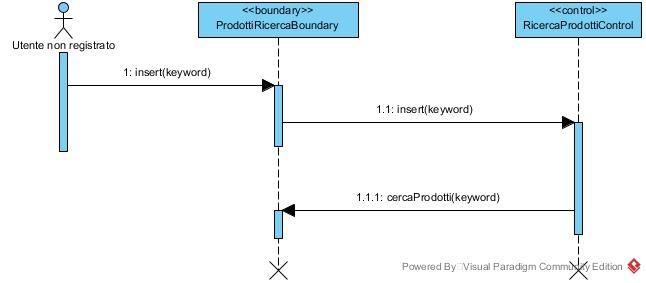 <<boundary>>
ProdottiRicercaBoundary
<<control>>
RicercaProdottiControl
Utente non registrato
1: insert(keyword)
1.1: insert(keyword)
1.1.1: cercaProdotti(keyword)
Powered By Visual Paradigm Community Edition